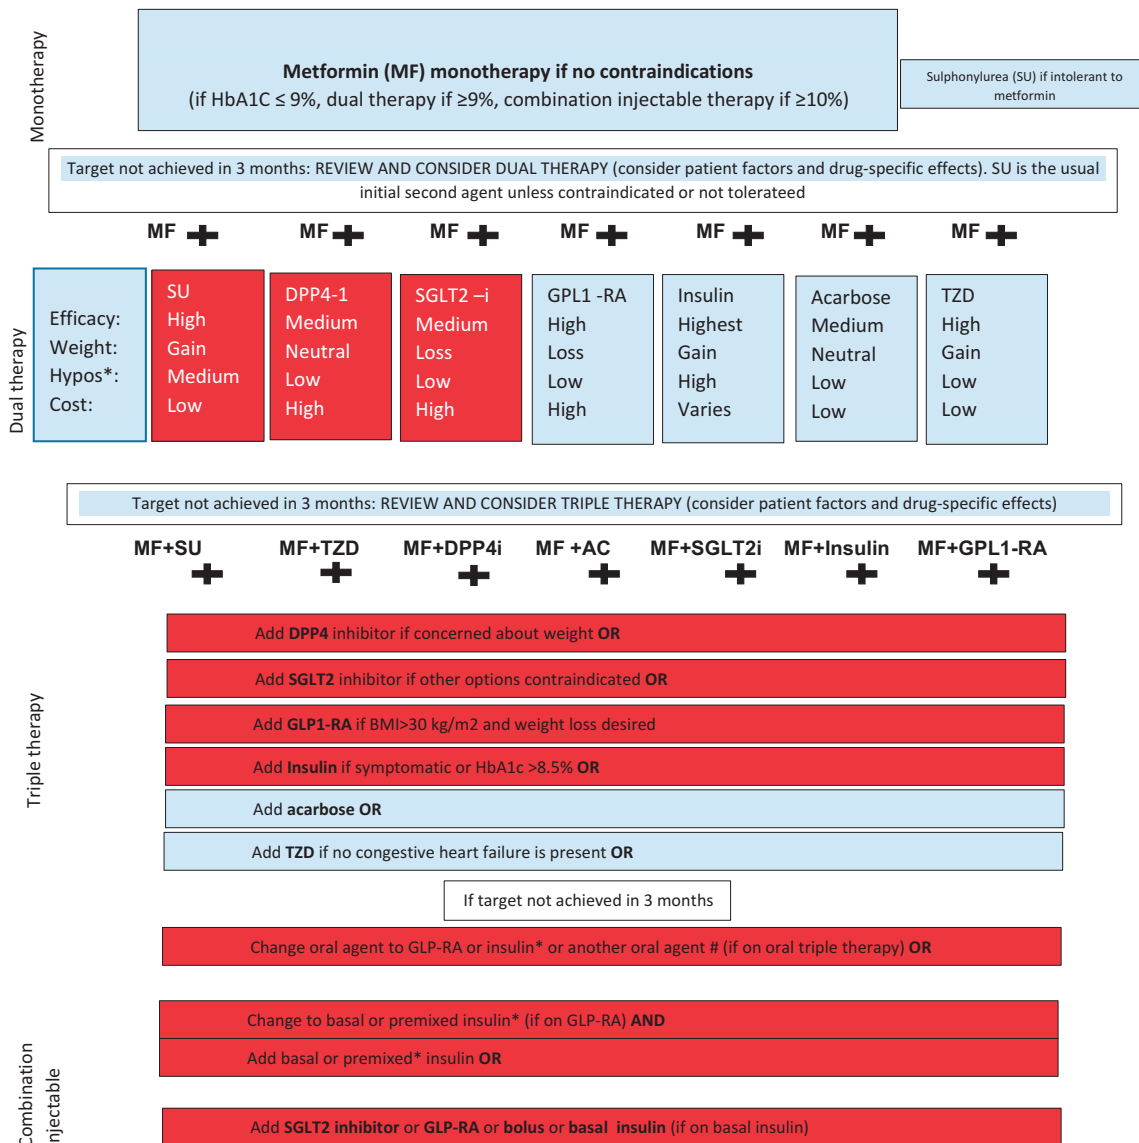 Monotherapy
Metformin (MF) monotherapy if no contraindications
(if HbA1C ≤ 9%, dual therapy if ≥9%, combination injectable therapy if ≥10%)
Sulphonylurea (SU) if intolerant to
metformin
Target not achieved in 3 months: REVIEW AND CONSIDER DUAL THERAPY (consider patient factors and drug-specific effects). SU is the usual
initial second agent unless contraindicated or not tolerateed
MF + MF + MF + MF + MF + MF + MF +
Dual therapy
Efficacy:
Weight:
Hypos*:
Cost:
SU
High
Gain
Medium
Low
DPP4-1
Medium
Neutral
Low
High
SGLT2 –i
Medium
Loss
Low
High
GPL1 -RA
High
Loss
Low
High
Insulin
Highest
Gain
High
Varies
Acarbose
Medium
Neutral
Low
Low
TZD
High
Gain
Low
Low
Target not achieved in 3 months: REVIEW AND CONSIDER TRIPLE THERAPY (consider patient factors and drug-specific effects)
MF+SU MF+TZD MF+DPP4i MF +AC MF+SGLT2i MF+Insulin MF+GPL1-RA
+ + + + + + +
Triple therapy
Add DPP4 inhibitor if concerned about weight OR
Add SGLT2 inhibitor if other options contraindicated OR
Add GLP1-RA if BMI>30 kg/m2 and weight loss desired
Add Insulin if symptomatic or HbA1c >8.5% OR
Add acarbose OR
Add TZD if no congestive heart failure is present OR
If target not achieved in 3 months
Change oral agent to GLP-RA or insulin* or another oral agent # (if on oral triple therapy) OR
Combination
injectable
Change to basal or premixed insulin* (if on GLP-RA) AND
Add basal or premixed* insulin OR
Add SGLT2 inhibitor or GLP-RA or bolus or basal insulin (if on basal insulin)